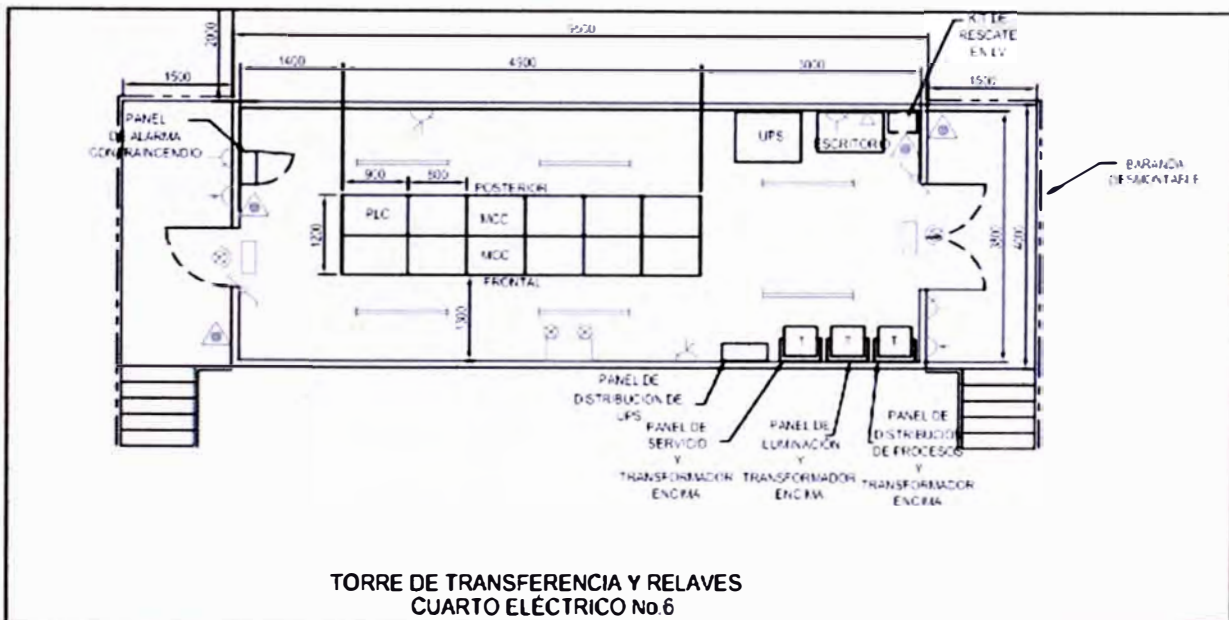 KIT DE
RESCATE
EN LV
2000
1500
1400
4900
3000
1500
PANEL
DE ALARMA
CONTRAINCENDIO
UPS
ESCRITORIO
BARANDA
DESMONTABLE
900
800
POSTERIOR
PLC
MCC
1200
MCC
FRONTAL
1300
3800
4000
T
T
T
PANEL DE
DISTRIBUCION DE
UPS
PANEL DE
SERVICIO
Y
TRANSFORMADOR
ENCIMA
PANEL DE
ILUMINACIÓN
Y
TRANSFORMADOR
ENCIMA
PANEL DE
DISTRIBUCION
DE PROCESOS
Y
TRANSFORMADOR
ENCIMA
TORRE DE TRANSFERENCIA Y RELAVES
CUARTO ELÉCTRICO No.6